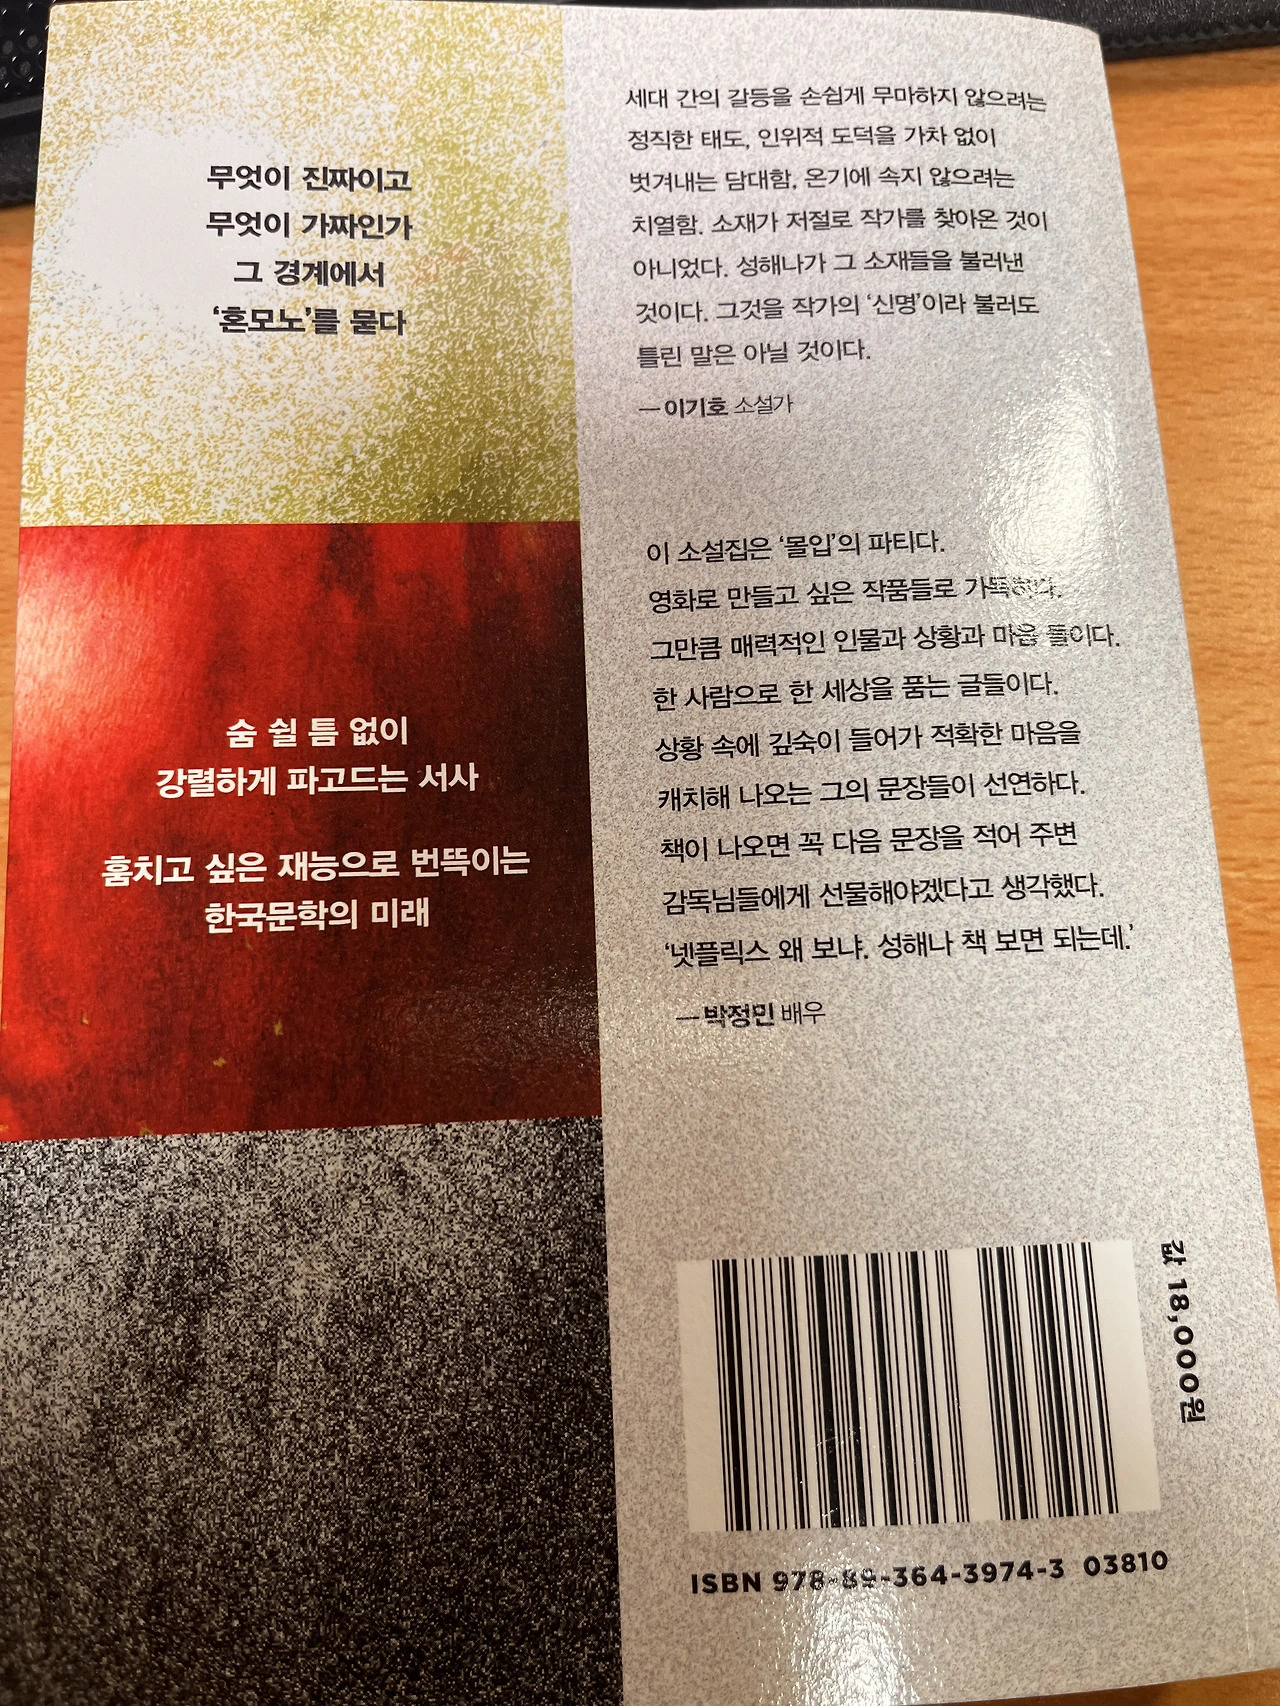 무엇이 진짜이고
무엇이 가짜인가
그 경계에서
‘혼모노’를 묻다
숨 쉴 틈 없이
강렬하게 파고드는 서사
훔치고 싶은 재능으로 번뜩이는
한국문학의 미래
세대 간의 갈등을 손쉽게 무마하지 않으려는
정직한 태도, 인위적 도덕을 가차 없이
벗겨내는 담대함, 온기에 속지 않으려는
치열함. 소재가 저절로 작가를 찾아온 것이
아니었다. 성해나가 그 소재들을 불러낸
것이다. 그것을 작가의 ‘신명’이라 불러도
틀린 말은 아닐 것이다.
—이기호 소설가
이 소설집은 ‘몰입’의 파티다.
영화로 만들고 싶은 작품들로 가득하다.
그만큼 매력적인 인물과 상황과 마음 들이다.
한 사람으로 한 세상을 품는 글들이다.
상황 속에 깊숙이 들어가 적확한 마음을
캐치해 나오는 그의 문장들이 선연하다.
책이 나오면 꼭 다음 문장을 적어 주변
감독님들에게 선물해야겠다고 생각했다.
‘넷플릭스 왜 보냐. 성해나 책 보면 되는데.’
—박정민 배우
값 18,000원
ISBN 978-89-364-3974-3 03810